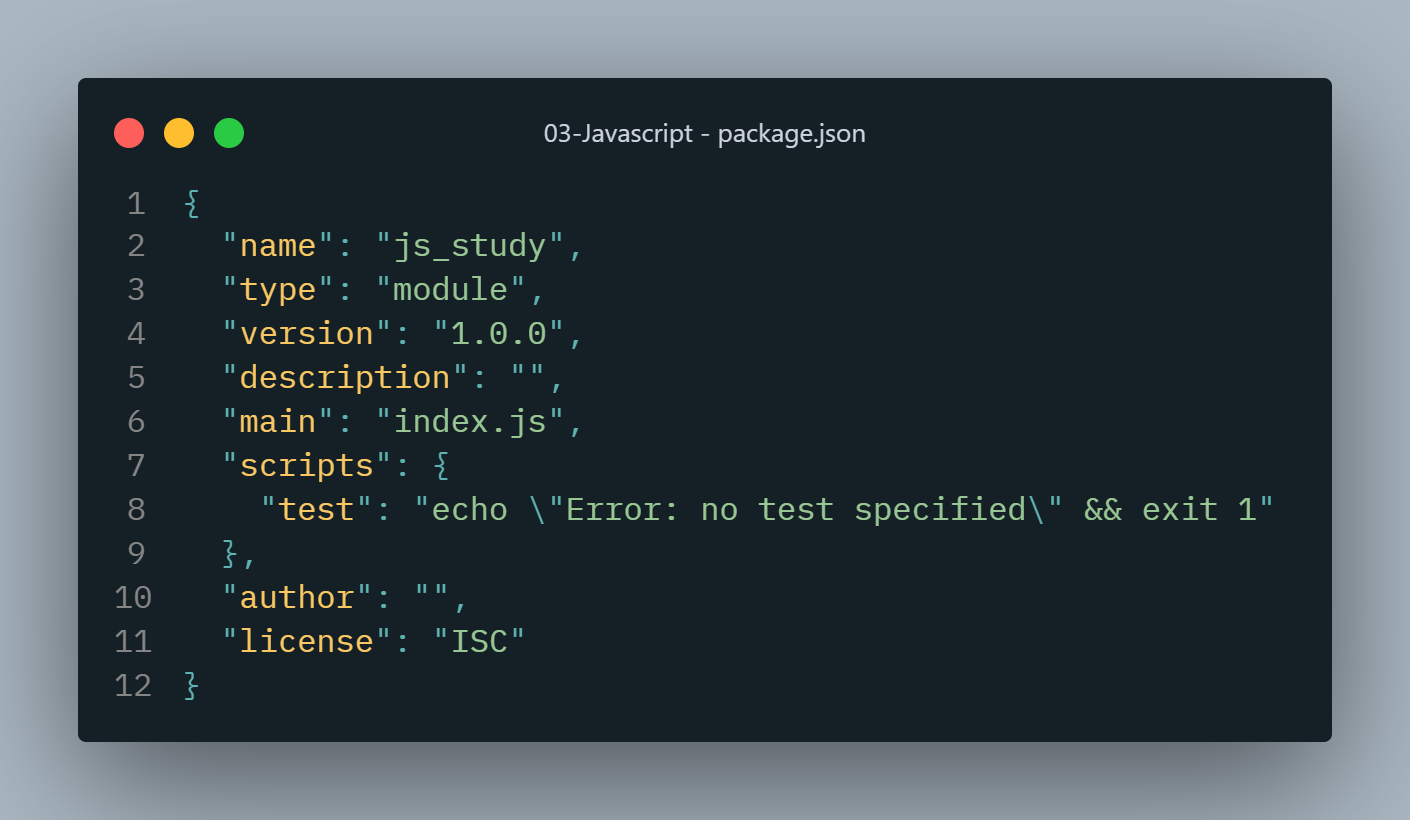 03-Javascript - package.json
1 {
2   "name": "js_study",
3   "type": "module",
4   "version": "1.0.0",
5   "description": "",
6   "main": "index.js",
7   "scripts": {
8     "test": "echo \"Error: no test specified\" && exit 1"
9   },
10   "author": "",
11   "license": "ISC"
12 }